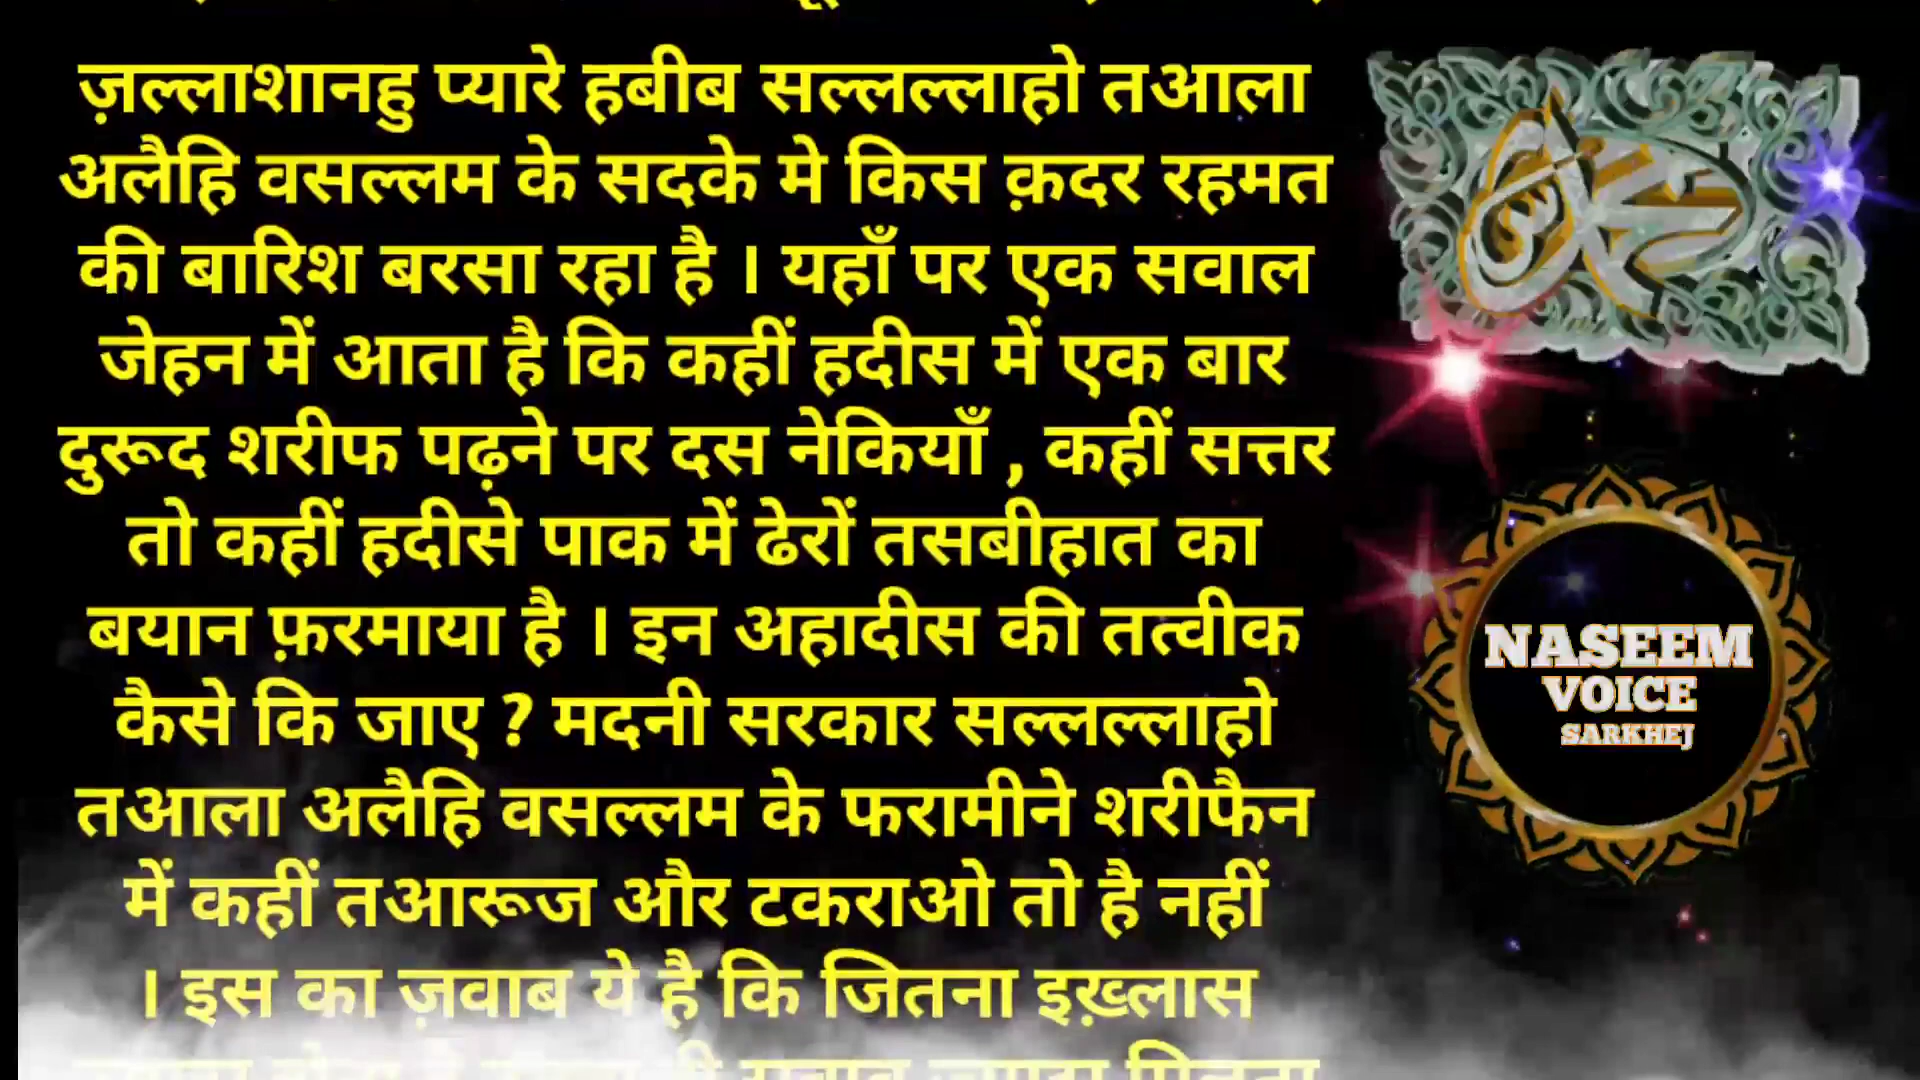 ज़ल्लाशानहु प्यारे हबीब सल्लल्लाहो तआला
अलैहि वसल्लम के सदके मे किस क़दर रहमत
की बारिश बरसा रहा है । यहाँ पर एक सवाल
जेहन में आता है कि कहीं हदीस में एक बार
दुरूद शरीफ पढ़ने पर दस नेकियाँ , कहीं सत्तर
तो कहीं हदीसे पाक में ढेरों तसबीहात का
बयान फ़रमाया है । इन अहादीस की तत्वीक
कैसे कि जाए ? मदनी सरकार सल्लल्लाहो
तआला अलैहि वसल्लम के फरामीने शरीफैन
में कहीं तआरूज और टकराओ तो है नहीं
। इस का ज़वाब ये है कि जितना इख़्लास
محمد
NASEEM
VOICE
SARKHEJ